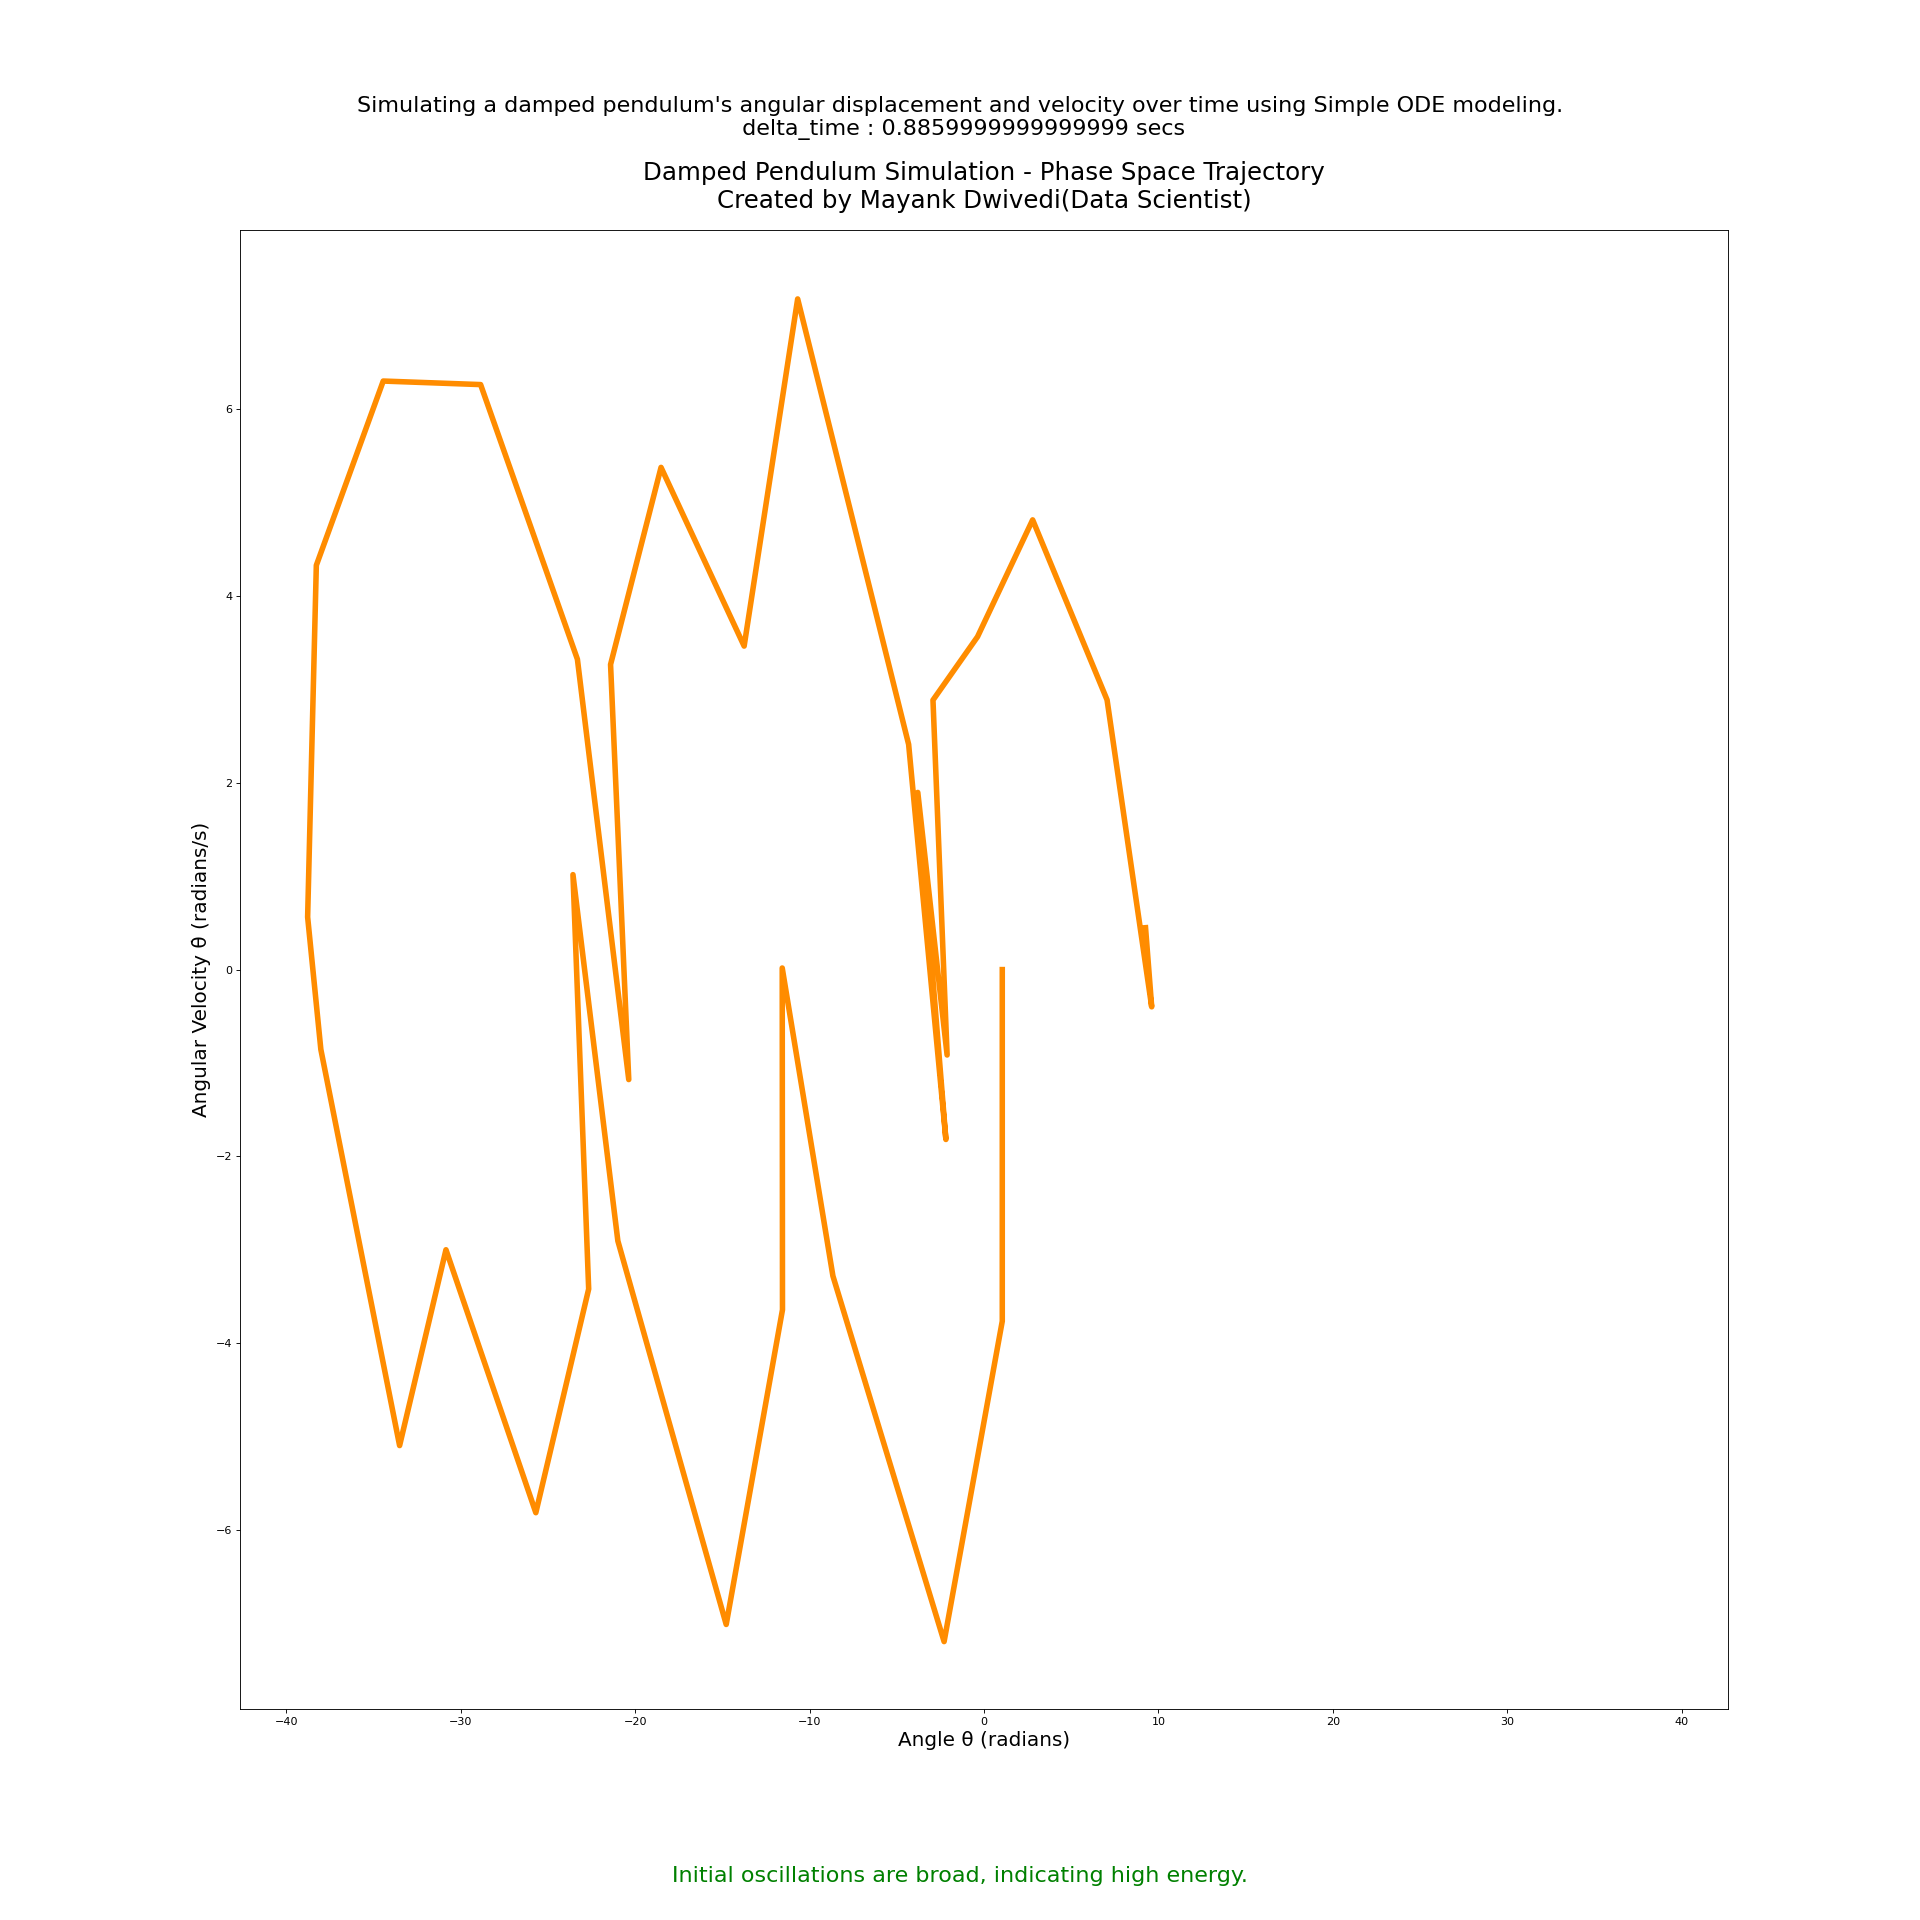 Simulating a damped pendulum's angular displacement and velocity over time using Simple ODE modeling.
delta_time : 0.8859999999999999 secs
Damped Pendulum Simulation - Phase Space Trajectory
Created by Mayank Dwivedi(Data Scientist)
Angular Velocity θ (radians/s)
6
4
2
0
−2
−4
−6
−40
−30
−20
−10
0
10
20
30
40
Angle θ (radians)
Initial oscillations are broad, indicating high energy.